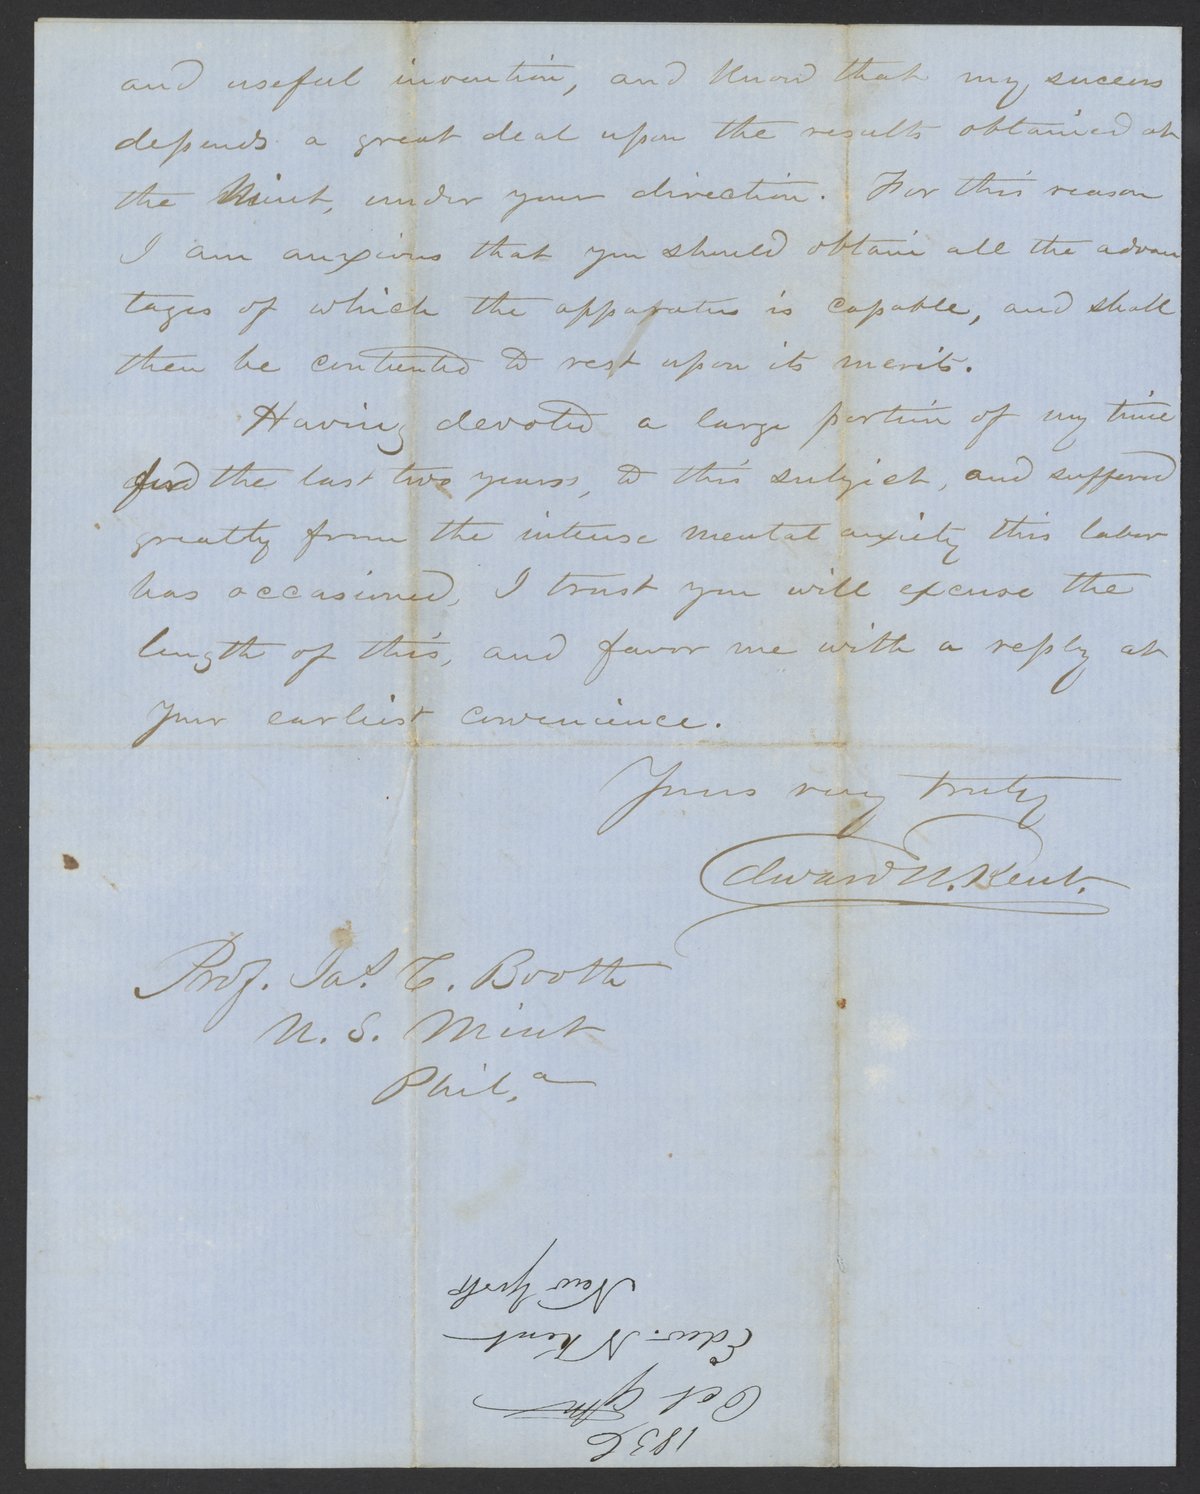 and useful invention, and know that my success
depends a great deal upon the results obtained at
the Mint, under your direction. For this reason
I am anxious that you should obtain all the advan
tages of which the apparatus is capable, and shall
then be contented to rest upon its merits.
Having devoted a large portion of my time
for the last two years, to this subject, and suffered
greatly from the intense mental anxiety this labor
has occasioned, I trust you will excuse the
length of this, and favor me with a reply at
your earliest convenience.
Yours very truly
Edward N. Kent.
Prof. Jas. C. Booth
U. S. Mint
Phila
1836
Oct
Edw. N Kent
New York